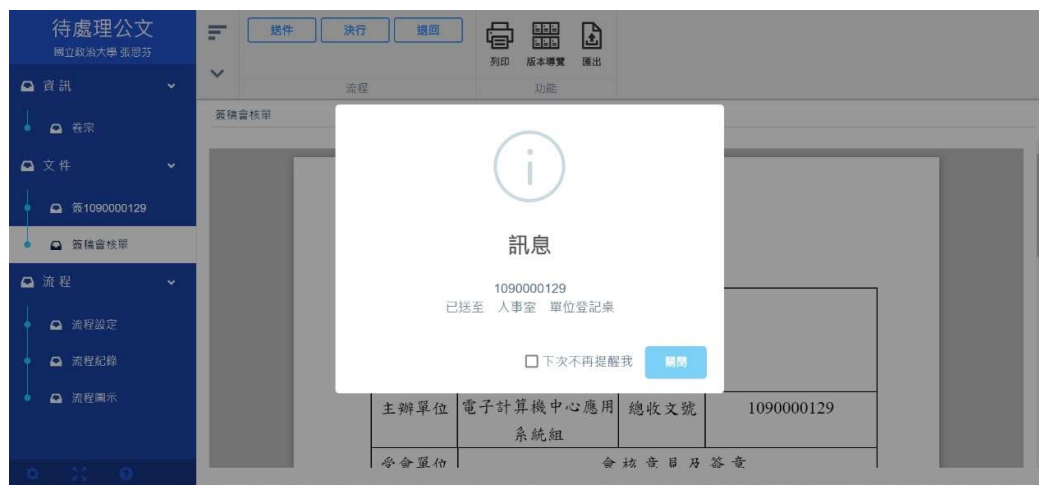 待處理公文
國立政治大學 張思芬
資訊
卷宗
文件
簽1090000129
簽稿會核單
流程
流程設定
流程紀錄
流程圖示
送件
決行
退回
流程
列印
版本導覽
匯出
功能
簽稿會核單
訊息
1090000129
已送至 人事室 單位登記桌
下次不再提醒我
關閉
主辦單位
電子計算機中心應用
系統組
總收文號
1090000129
受會單位
會核意見及簽章